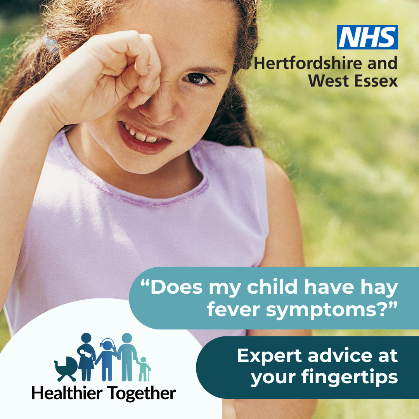 NHS
Hertfordshire and
West Essex
“Does my child have hay
fever symptoms?”
Expert advice at
your fingertips
Healthier Together